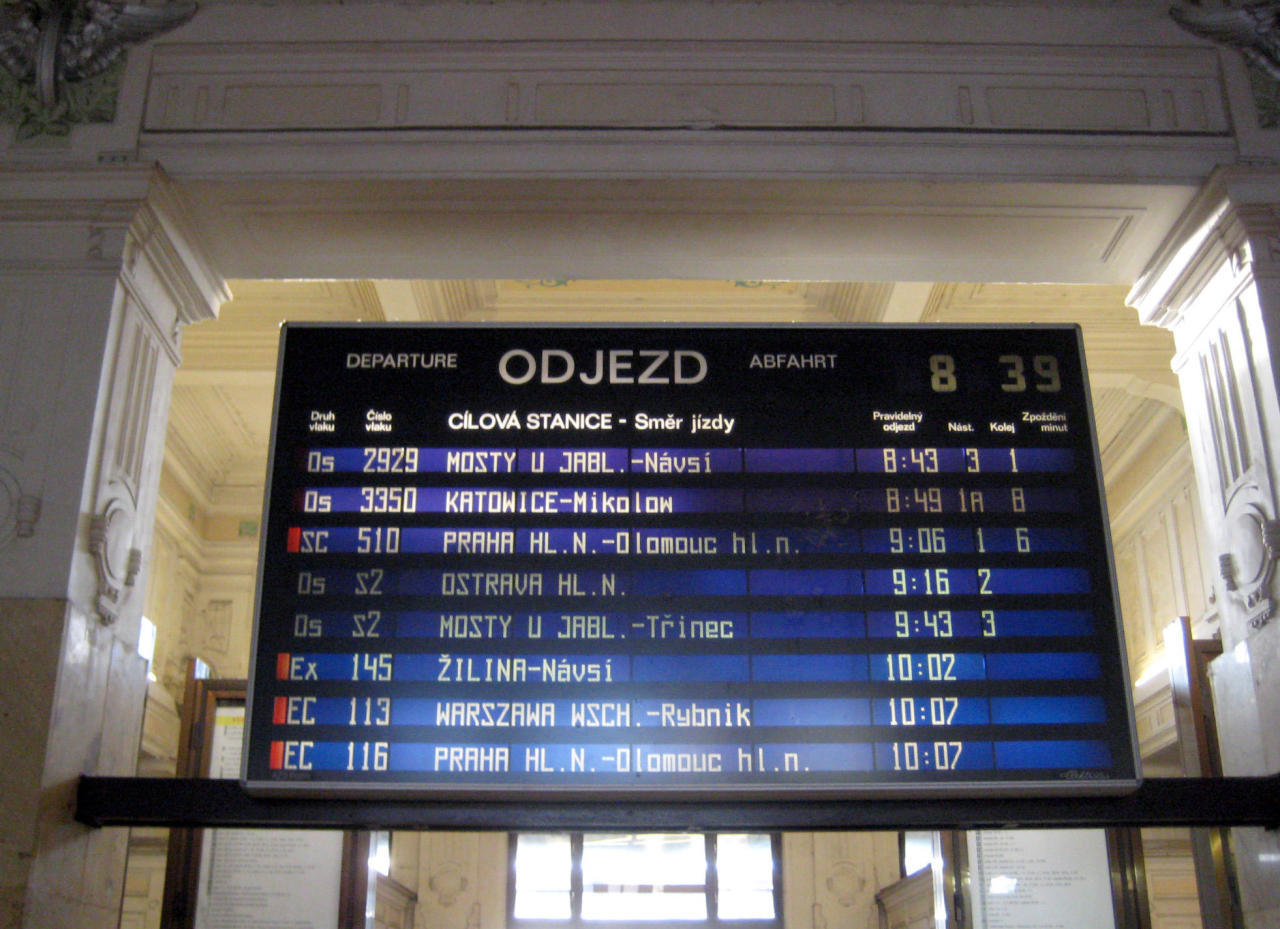 DEPARTURE ODJEZD ABFAHRT 8 39
Druh vlaku Číslo vlaku CÍLOVÁ STANICE - Směr jízdy Pravidelný odjezd Nást. Kolej Zpoždění minut
Os 2929 MOSTY U JABL.-Návsí 8:43 3 1
Os 3350 KATOWICE-Mikolow 8:49 1A 8
SC 510 PRAHA HL.N.-Olomouc hl.n. 9:06 1 6
Os S2 OSTRAVA HL.N. 9:16 2
Os S2 MOSTY U JABL.-Třinec 9:43 3
Ex 145 ŽILINA-Návsí 10:02
EC 113 WARSZAWA WSCH.-Rybnik 10:07
EC 116 PRAHA HL.N.-Olomouc hl.n. 10:07